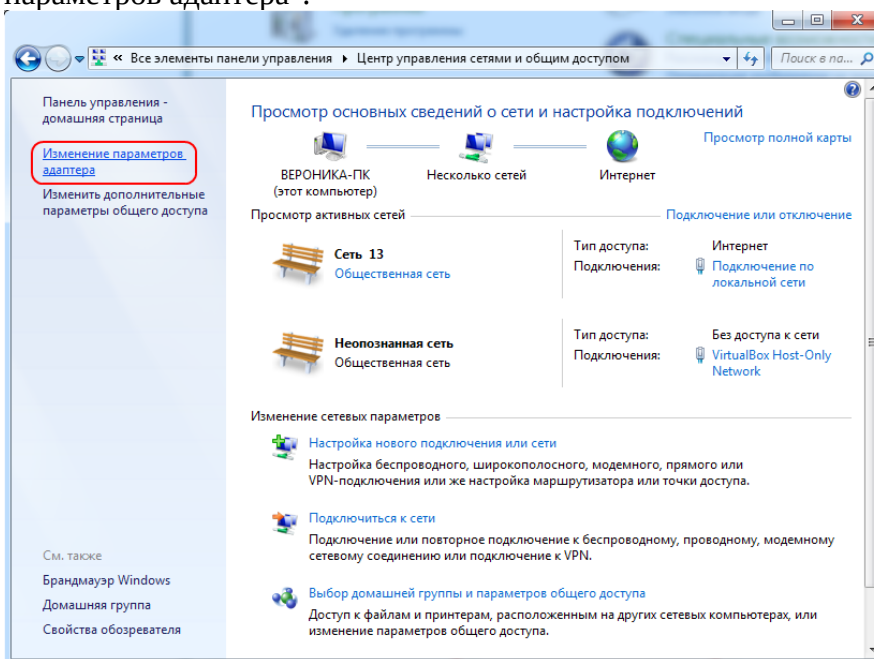 параметров адаптера".
« Все элементы панели управления ▸ Центр управления сетями и общим доступом
Поиск в па...
Панель управления -
домашняя страница
Изменение параметров
адаптера
Изменить дополнительные
параметры общего доступа
См. также
Брандмауэр Windows
Домашняя группа
Свойства обозревателя
Просмотр основных сведений о сети и настройка подключений
Просмотр полной карты
ВЕРОНИКА-ПК
(этот компьютер)
Несколько сетей
Интернет
Просмотр активных сетей
Подключение или отключение
Сеть 13
Общественная сеть
Тип доступа: Интернет
Подключения: Подключение по
локальной сети
Неопознанная сеть
Общественная сеть
Тип доступа: Без доступа к сети
Подключения: VirtualBox Host-Only
Network
Изменение сетевых параметров
Настройка нового подключения или сети
Настройка беспроводного, широкополосного, модемного, прямого или
VPN-подключения или же настройка маршрутизатора или точки доступа.
Подключиться к сети
Подключение или повторное подключение к беспроводному, проводному, модемному
сетевому соединению или подключение к VPN.
Выбор домашней группы и параметров общего доступа
Доступ к файлам и принтерам, расположенным на других сетевых компьютерах, или
изменение параметров общего доступа.